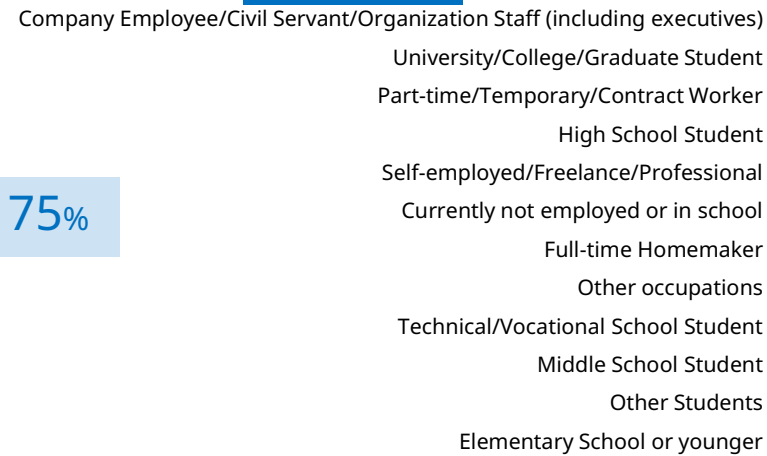 Company Employee/Civil Servant/Organization Staff (including executives)
University/College/Graduate Student
Part-time/Temporary/Contract Worker
High School Student
Self-employed/Freelance/Professional
75%
Currently not employed or in school
Full-time Homemaker
Other occupations
Technical/Vocational School Student
Middle School Student
Other Students
Elementary School or younger